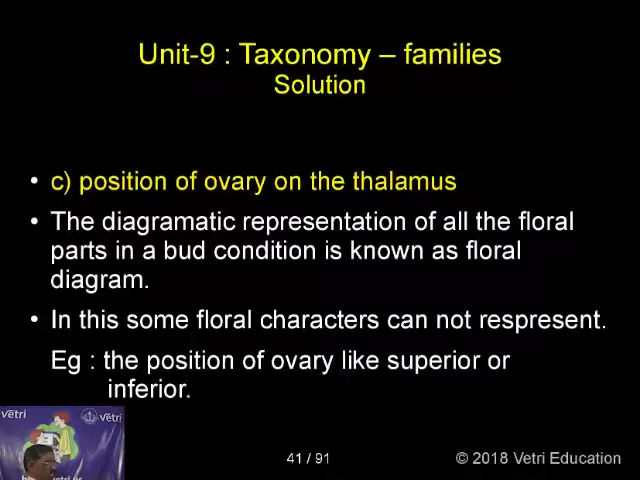 Unit-9 : Taxonomy – families
Solution
• c) position of ovary on the thalamus
• The diagramatic representation of all the floral
parts in a bud condition is known as floral
diagram.
• In this some floral characters can not respresent.
Eg : the position of ovary like superior or
inferior.
vetri
vetri
41 / 91
© 2018 Vetri Education